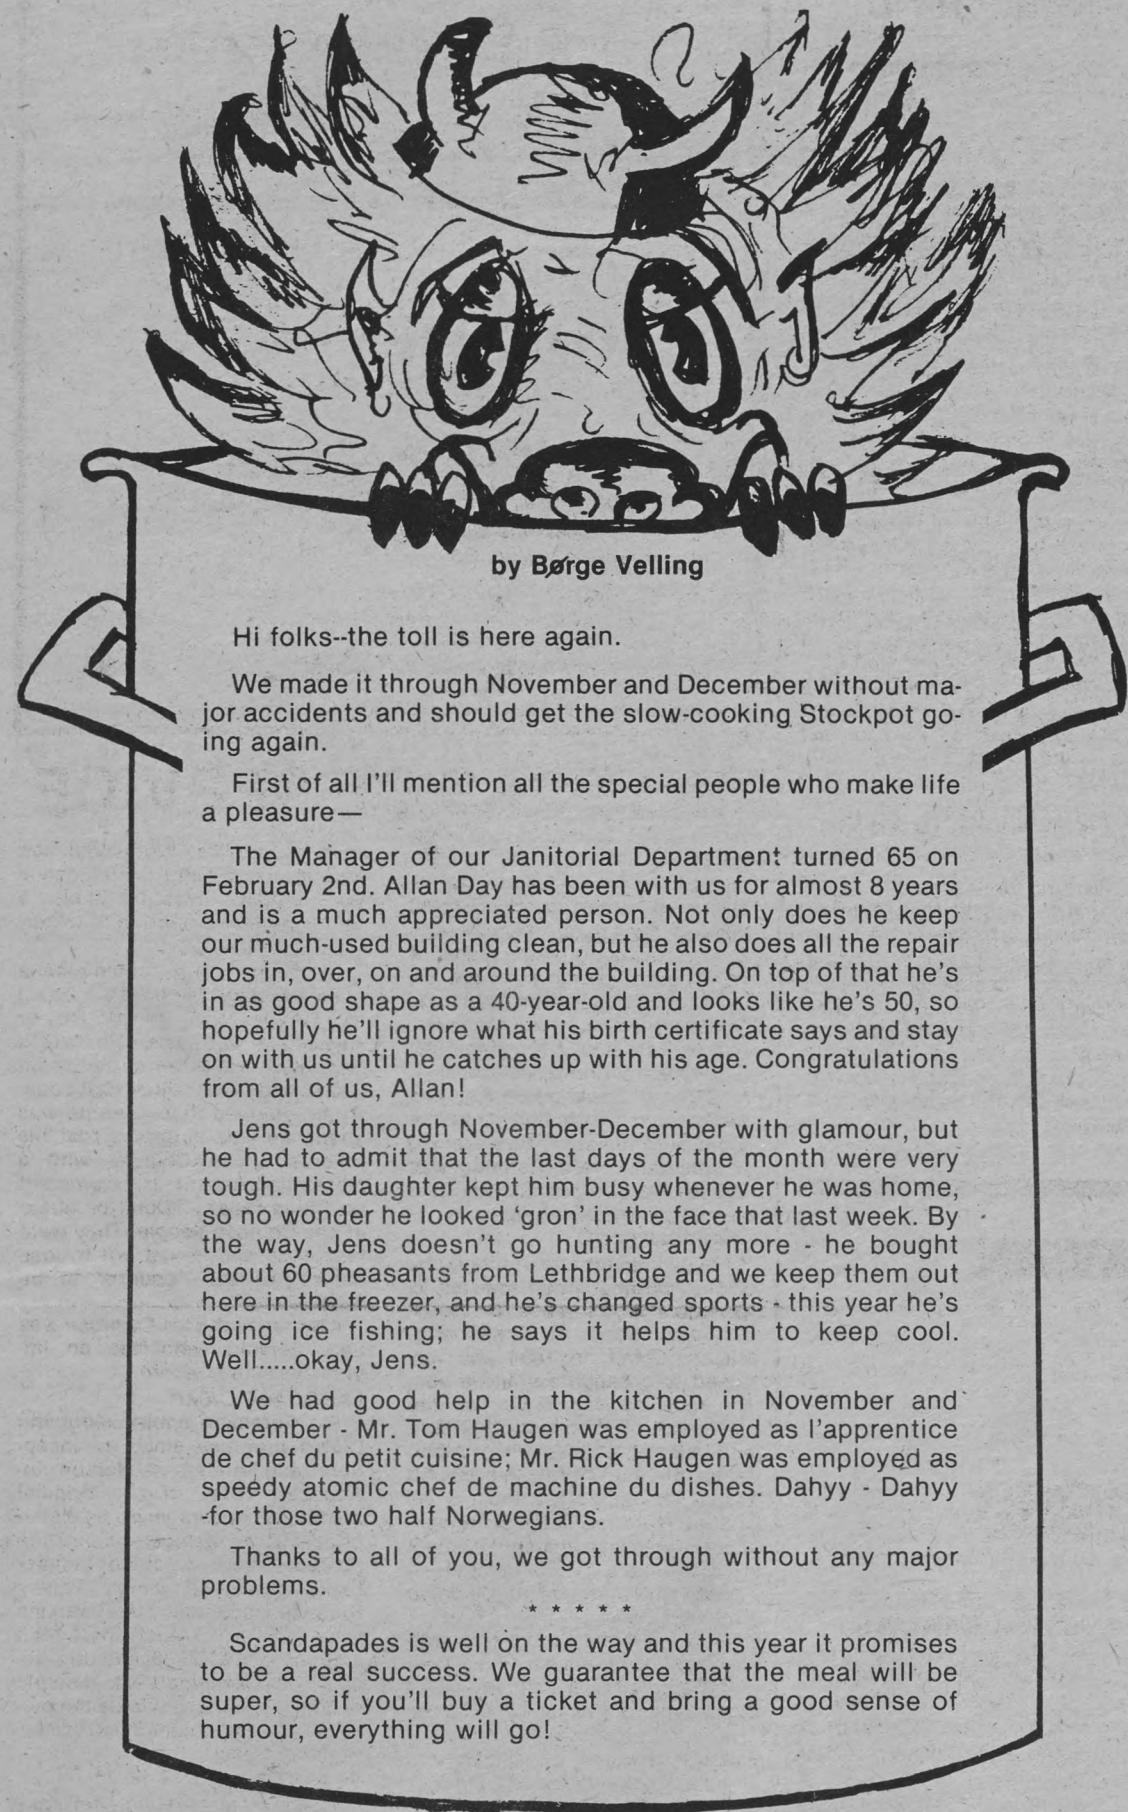 by Børge Velling
Hi folks--the toll is here again.
We made it through November and December without ma-
jor accidents and should get the slow-cooking Stockpot go-
ing again.
First of all I'll mention all the special people who make life
a pleasure—
The Manager of our Janitorial Department turned 65 on
February 2nd. Allan Day has been with us for almost 8 years
and is a much appreciated person. Not only does he keep
our much-used building clean, but he also does all the repair
jobs in, over, on and around the building. On top of that he's
in as good shape as a 40-year-old and looks like he's 50, so
hopefully he'll ignore what his birth certificate says and stay
on with us until he catches up with his age. Congratulations
from all of us, Allan!
Jens got through November-December with glamour, but
he had to admit that the last days of the month were very
tough. His daughter kept him busy whenever he was home,
so no wonder he looked 'gron' in the face that last week. By
the way, Jens doesn't go hunting any more - he bought
about 60 pheasants from Lethbridge and we keep them out
here in the freezer, and he's changed sports - this year he's
going ice fishing; he says it helps him to keep cool.
Well.....okay, Jens.
We had good help in the kitchen in November and
December - Mr. Tom Haugen was employed as l'apprentice
de chef du petit cuisine; Mr. Rick Haugen was employed as
speedy atomic chef de machine du dishes. Dahyy - Dahyy
-for those two half Norwegians.
Thanks to all of you, we got through without any major
problems.
* * * * *
Scandapades is well on the way and this year it promises
to be a real success. We guarantee that the meal will be
super, so if you'll buy a ticket and bring a good sense of
humour, everything will go!